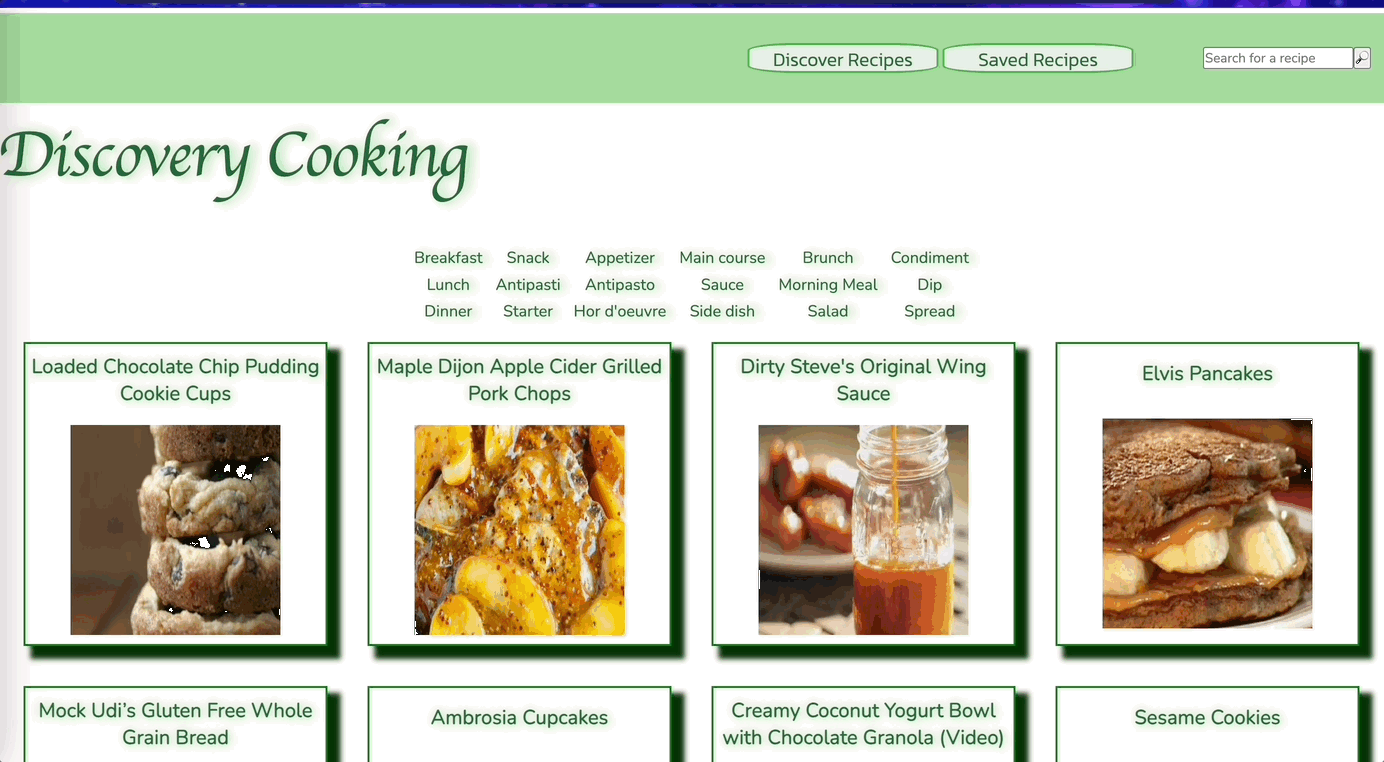 Discover Recipes
Saved Recipes
Search for a recipe
Discovery Cooking
Breakfast Snack Appetizer Main course Brunch Condiment
Lunch Antipasti Antipasto Sauce Morning Meal Dip
Dinner Starter Hor d'oeuvre Side dish Salad Spread
Loaded Chocolate Chip Pudding
Cookie Cups
Maple Dijon Apple Cider Grilled
Pork Chops
Dirty Steve's Original Wing
Sauce
Elvis Pancakes
Mock Udi’s Gluten Free Whole
Grain Bread
Ambrosia Cupcakes
Creamy Coconut Yogurt Bowl
with Chocolate Granola (Video)
Sesame Cookies